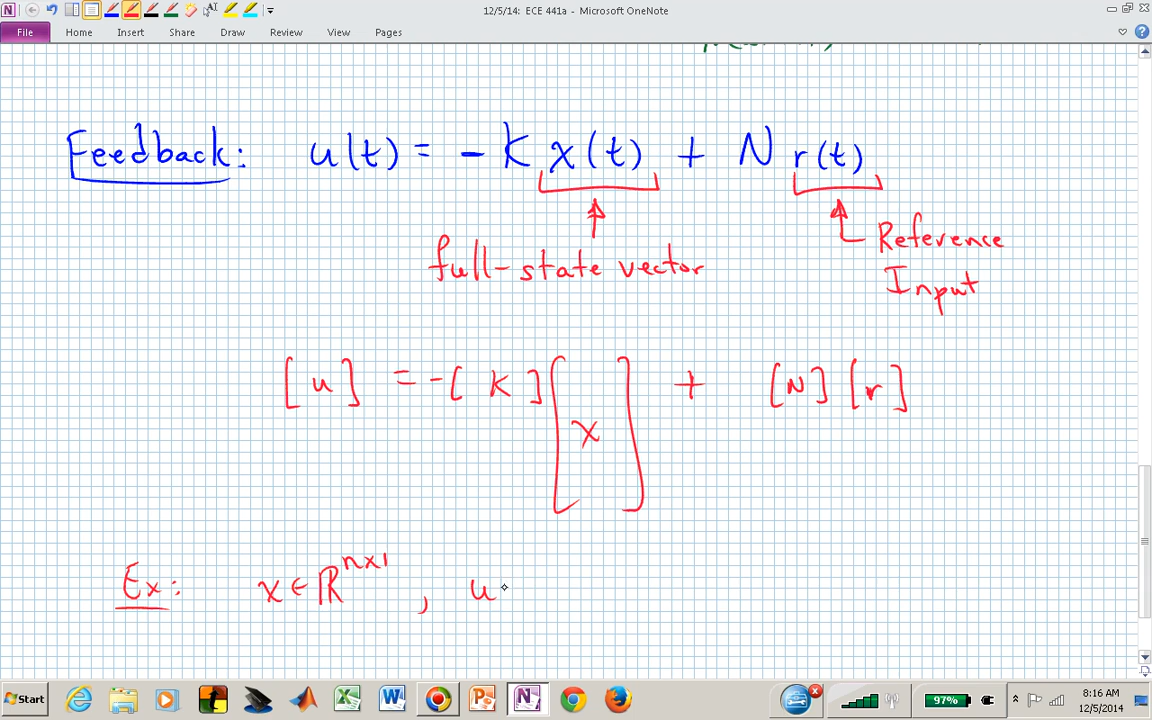 12/5/14: ECE 441a - Microsoft OneNote
File Home Insert Share Draw Review View Pages
Feedback: u(t) = - K x(t) + N r(t)
full-state vector
Reference
Input
[u] = -[K][x] + [N][r]
Ex: x ∈ ℝ^{n×1} , u
Start
97%
8:16 AM
12/5/2014